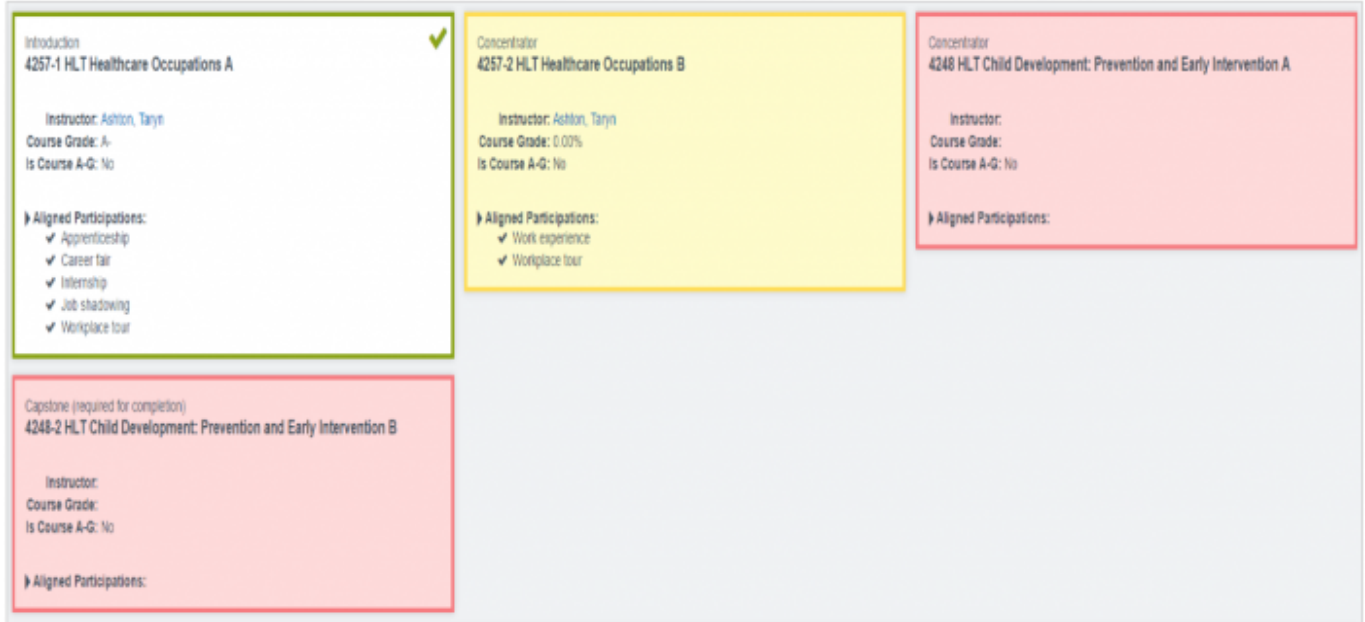 Introduction
4257-1 HLT Healthcare Occupations A
Instructor: Ashton, Taryn
Course Grade: A-
Is Course A-G: No
Aligned Participations:
Apprenticeship
Career fair
Internship
Job shadowing
Workplace tour
Concentrator
4257-2 HLT Healthcare Occupations B
Instructor: Ashton, Taryn
Course Grade: 0.00%
Is Course A-G: No
Aligned Participations:
Work experience
Workplace tour
Concentrator
4248 HLT Child Development: Prevention and Early Intervention A
Instructor:
Course Grade:
Is Course A-G: No
Aligned Participations:
Capstone (required for completion)
4248-2 HLT Child Development: Prevention and Early Intervention B
Instructor:
Course Grade:
Is Course A-G: No
Aligned Participations: